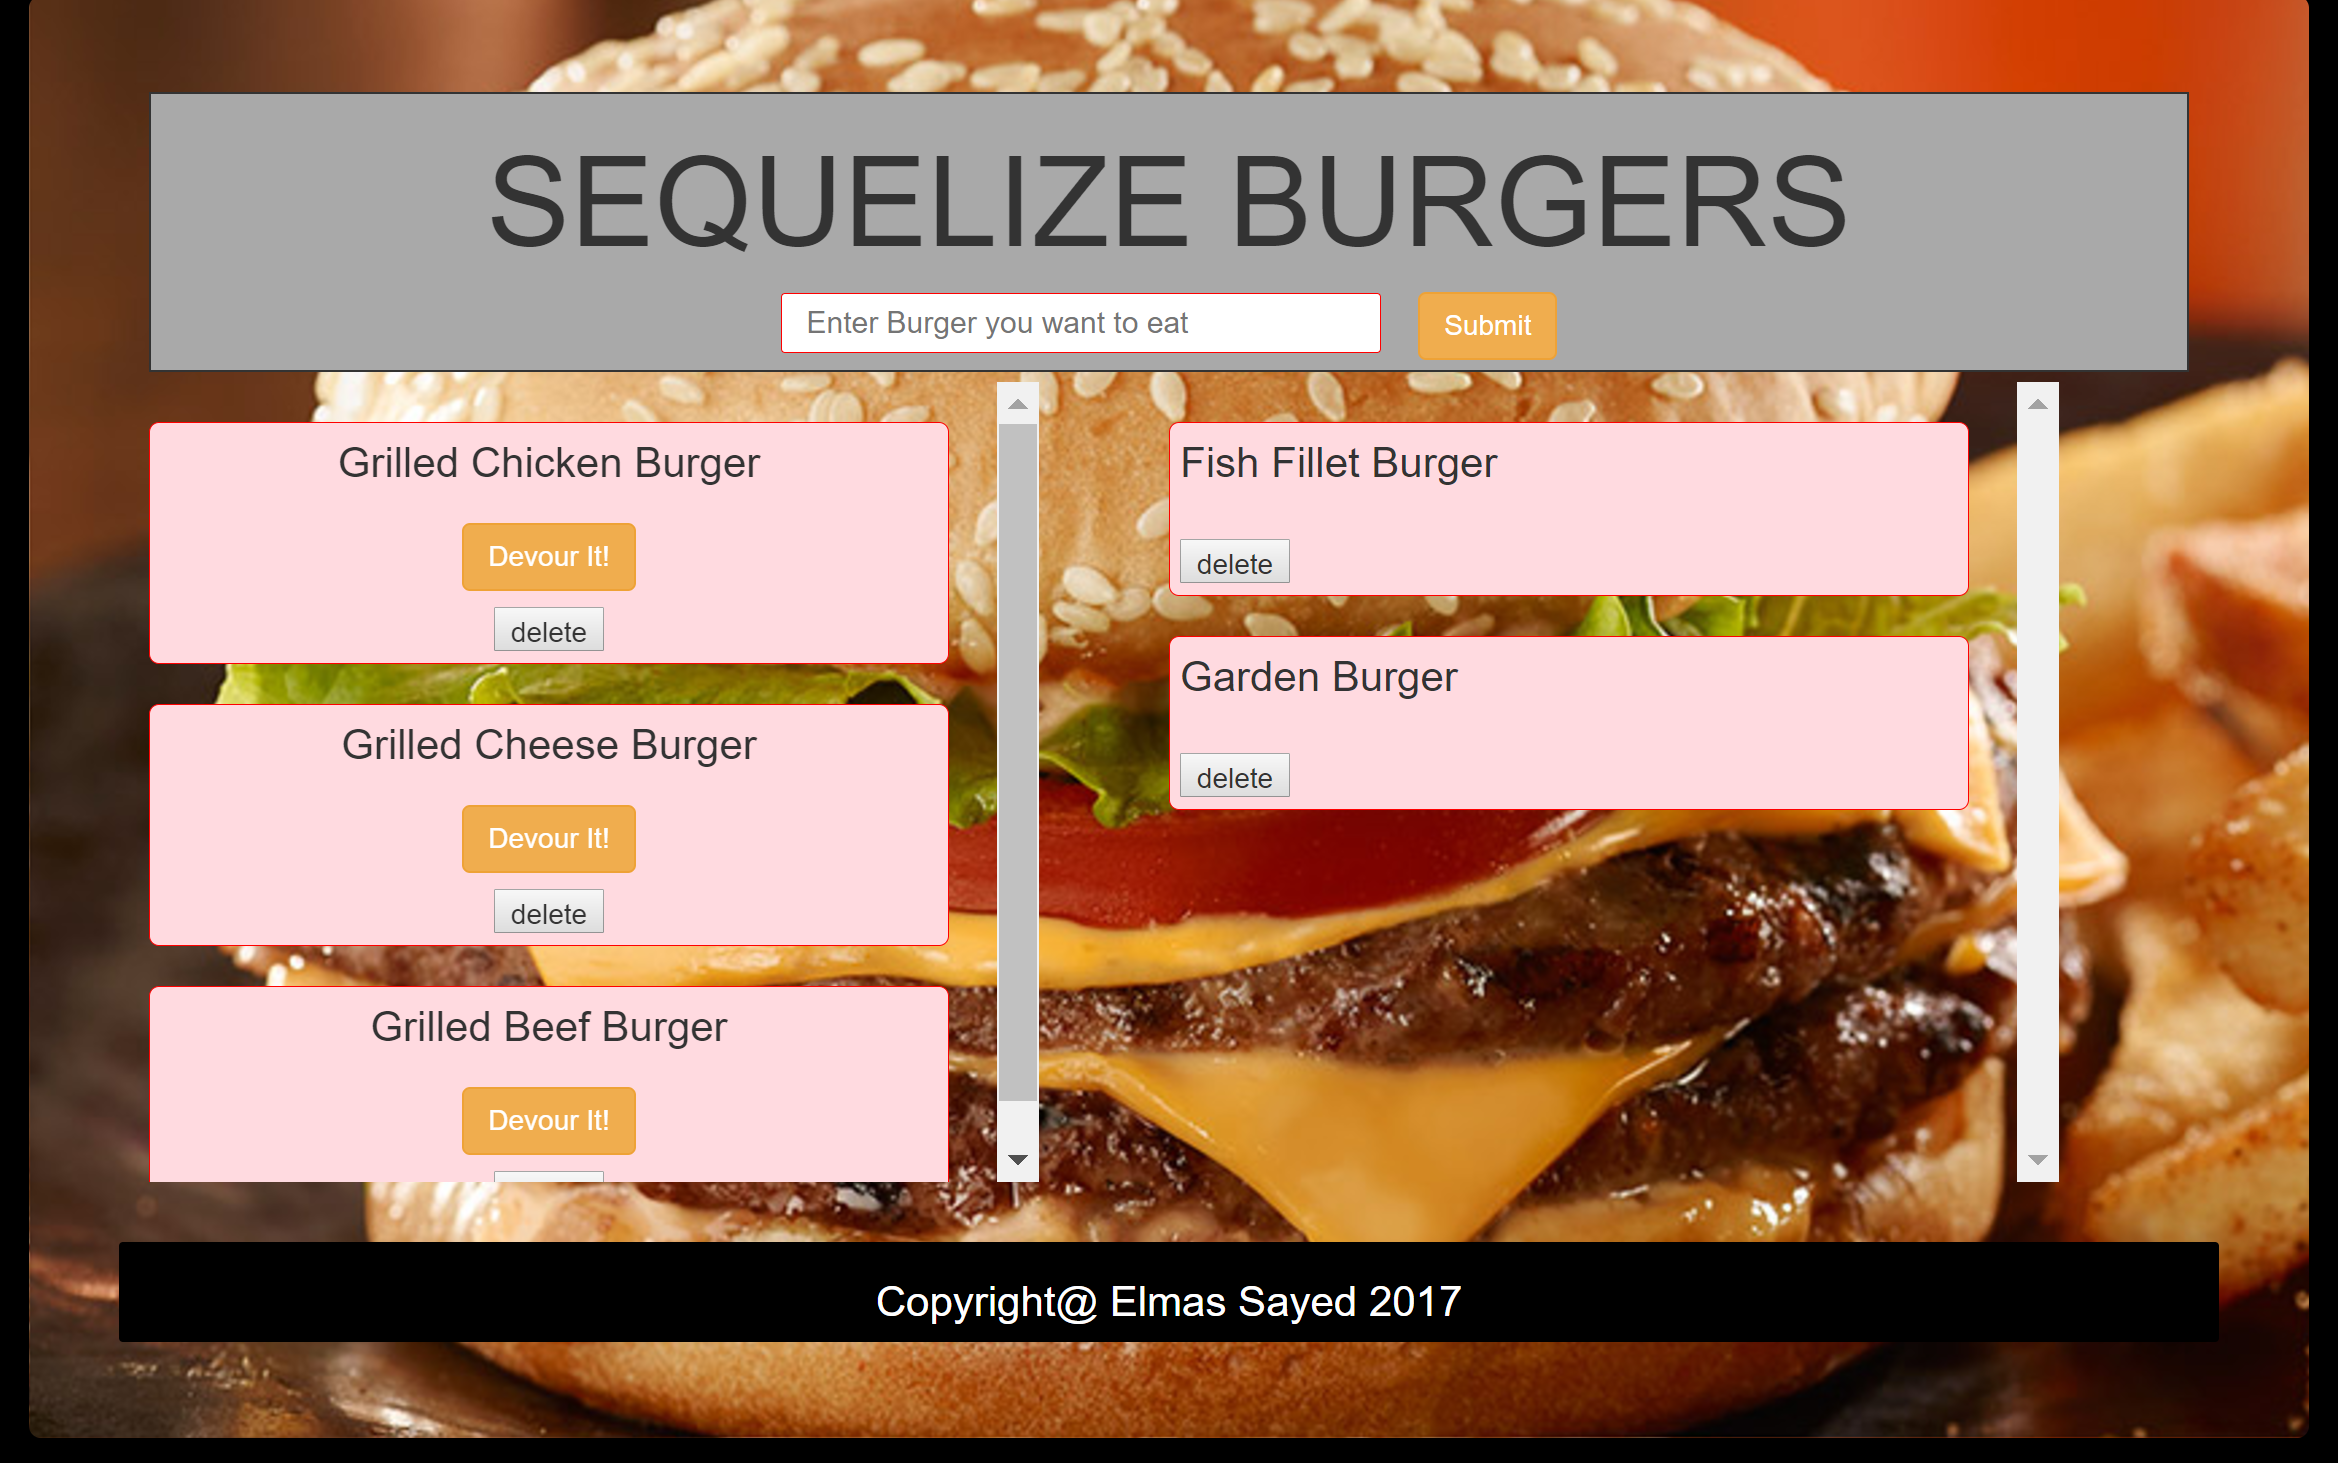 SEQUELIZE BURGERS
Enter Burger you want to eat
Submit
Grilled Chicken Burger
Devour It!
delete
Grilled Cheese Burger
Devour It!
delete
Grilled Beef Burger
Devour It!
Fish Fillet Burger
delete
Garden Burger
delete
Copyright@ Elmas Sayed 2017